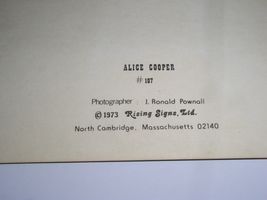 ALICE COOPER
# 187
Photographer : J. Ronald Pownall
© 1973 Rising Signs, Ltd.
North Cambridge, Massachusetts 02140